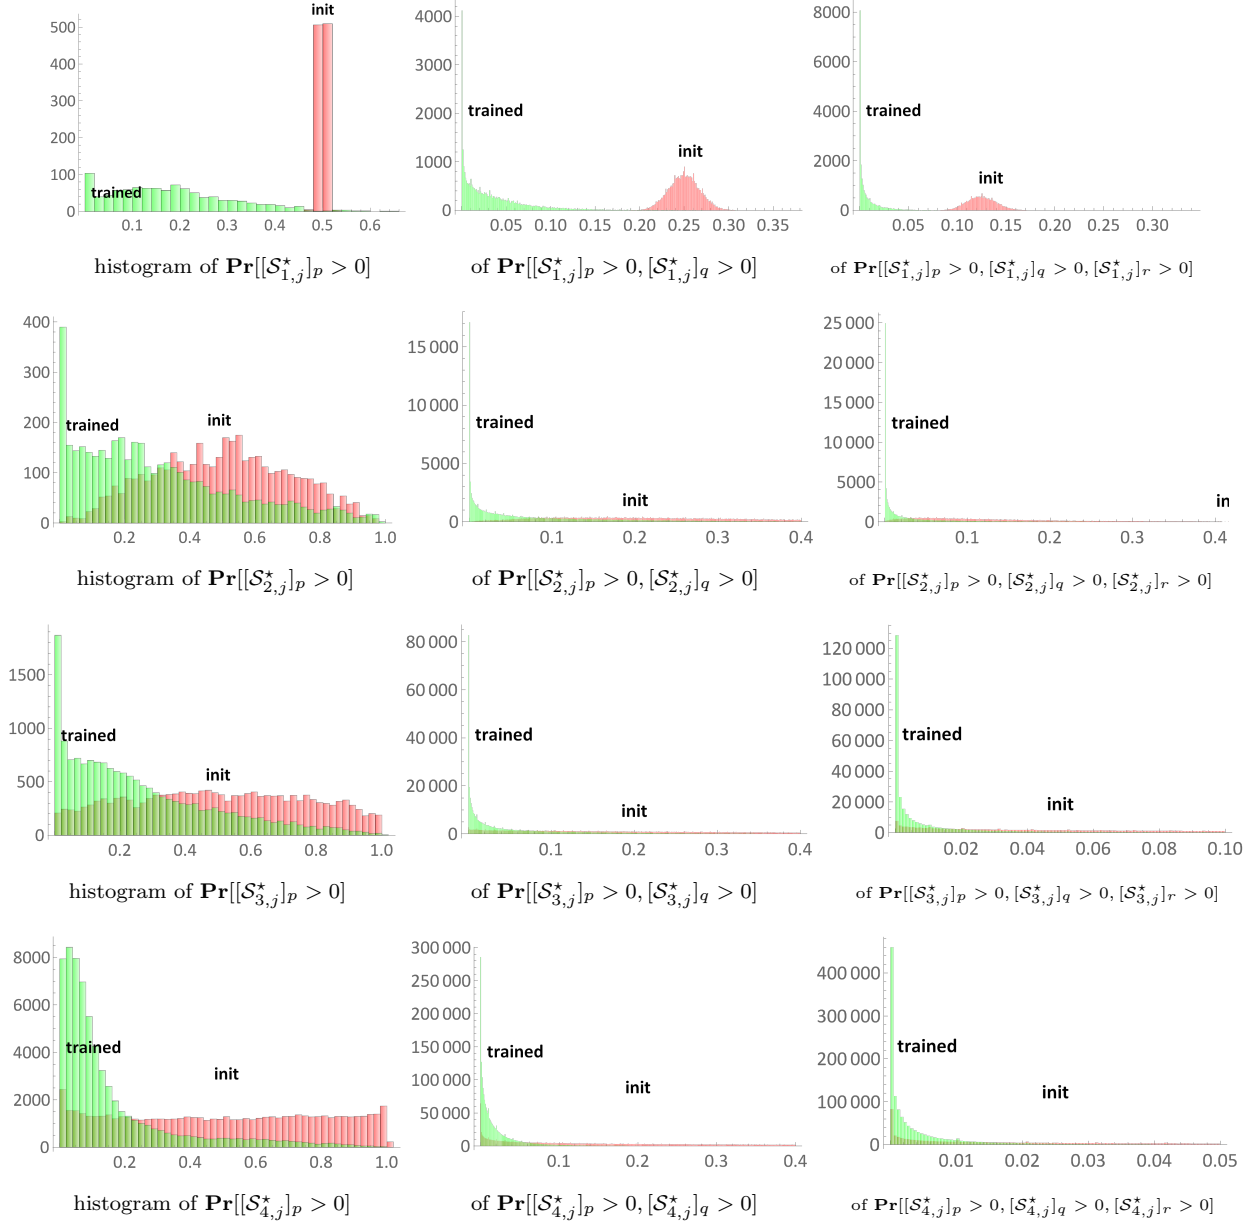 init
trained
500
400
300
200
100
0
0.1 0.2 0.3 0.4 0.5 0.6
histogram of Pr[[𝒮⋆1,j]p > 0]
4000
3000
2000
1000
0
trained
init
0.05 0.10 0.15 0.20 0.25 0.30 0.35
of Pr[[𝒮⋆1,j]p > 0, [𝒮⋆1,j]q > 0]
8000
6000
4000
2000
0
trained
init
0.05 0.10 0.15 0.20 0.25 0.30
of Pr[[𝒮⋆1,j]p > 0, [𝒮⋆1,j]q > 0, [𝒮⋆1,j]r > 0]
400
300
200
100
0
trained
init
0.2 0.4 0.6 0.8 1.0
histogram of Pr[[𝒮⋆2,j]p > 0]
15 000
10 000
5000
0
trained
init
0.1 0.2 0.3 0.4
of Pr[[𝒮⋆2,j]p > 0, [𝒮⋆2,j]q > 0]
25 000
20 000
15 000
10 000
5000
0
trained
in
0.1 0.2 0.3 0.4
of Pr[[𝒮⋆2,j]p > 0, [𝒮⋆2,j]q > 0, [𝒮⋆2,j]r > 0]
1500
1000
500
0
trained
init
0.2 0.4 0.6 0.8 1.0
histogram of Pr[[𝒮⋆3,j]p > 0]
80 000
60 000
40 000
20 000
0
trained
init
0.1 0.2 0.3 0.4
of Pr[[𝒮⋆3,j]p > 0, [𝒮⋆3,j]q > 0]
120 000
100 000
80 000
60 000
40 000
20 000
0
trained
init
0.02 0.04 0.06 0.08 0.10
of Pr[[𝒮⋆3,j]p > 0, [𝒮⋆3,j]q > 0, [𝒮⋆3,j]r > 0]
8000
6000
4000
2000
0
trained
init
0.2 0.4 0.6 0.8 1.0
histogram of Pr[[𝒮⋆4,j]p > 0]
300 000
250 000
200 000
150 000
100 000
50 000
0
trained
init
0.1 0.2 0.3 0.4
of Pr[[𝒮⋆4,j]p > 0, [𝒮⋆4,j]q > 0]
400 000
300 000
200 000
100 000
0
trained
init
0.01 0.02 0.03 0.04 0.05
of Pr[[𝒮⋆4,j]p > 0, [𝒮⋆4,j]q > 0, [𝒮⋆4,j]r > 0]